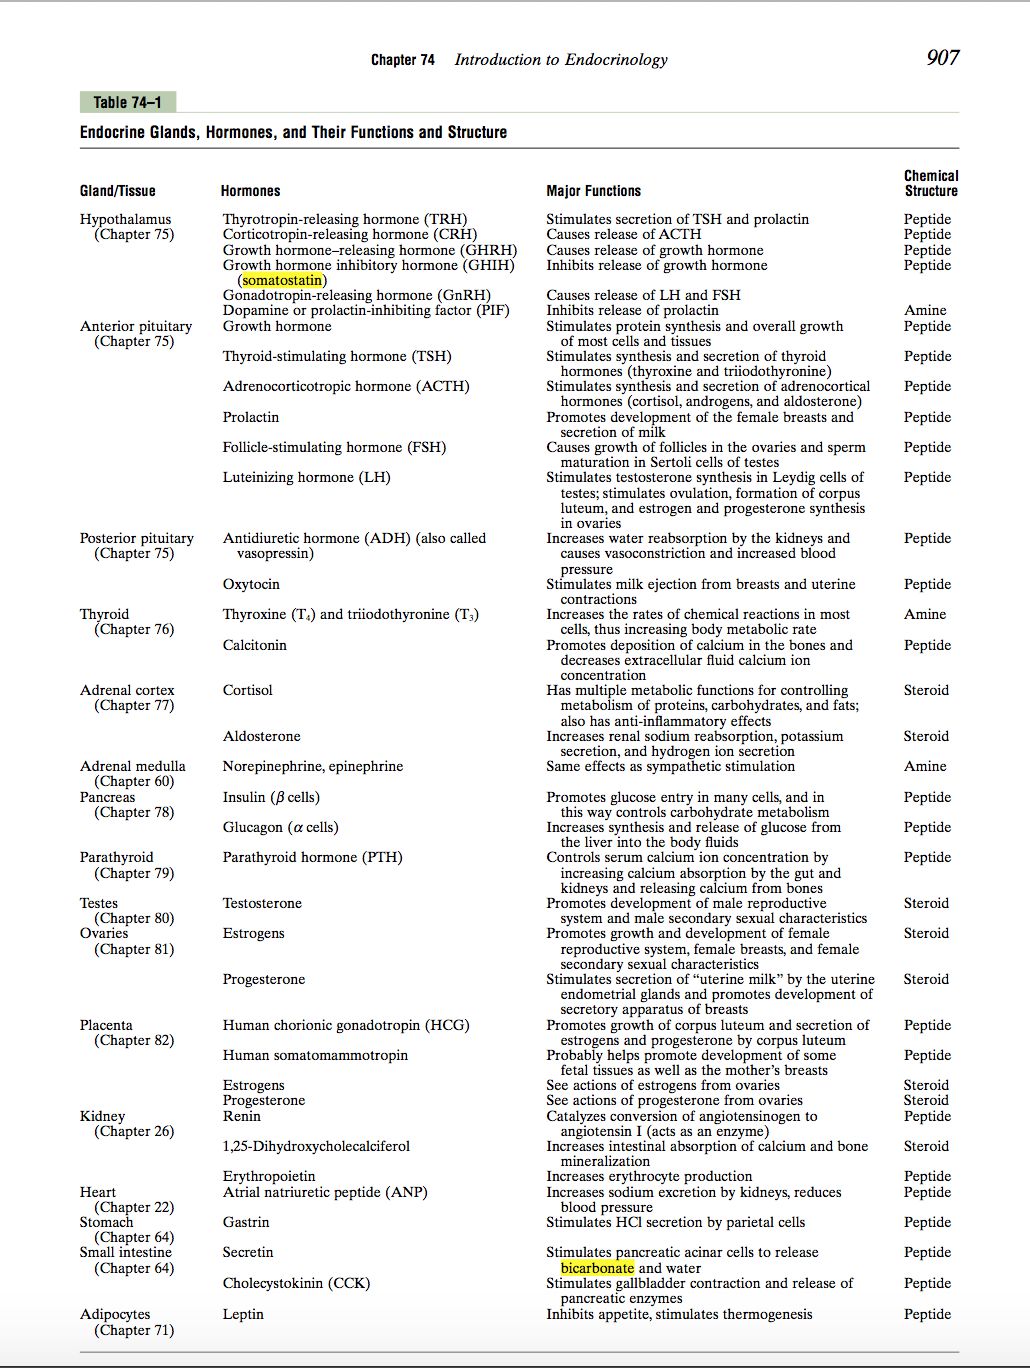 Chapter 74 Introduction to Endocrinology 907
Table 74–1
Endocrine Glands, Hormones, and Their Functions and Structure
Chemical
Gland/Tissue Hormones Major Functions Structure
Hypothalamus Thyrotropin-releasing hormone (TRH) Stimulates secretion of TSH and prolactin Peptide
(Chapter 75) Corticotropin-releasing hormone (CRH) Causes release of ACTH Peptide
Growth hormone–releasing hormone (GHRH) Causes release of growth hormone Peptide
Growth hormone inhibitory hormone (GHIH) Inhibits release of growth hormone Peptide
(somatostatin)
Gonadotropin-releasing hormone (GnRH) Causes release of LH and FSH
Dopamine or prolactin-inhibiting factor (PIF) Inhibits release of prolactin Amine
Anterior pituitary Growth hormone Stimulates protein synthesis and overall growth Peptide
(Chapter 75) of most cells and tissues
Thyroid-stimulating hormone (TSH) Stimulates synthesis and secretion of thyroid Peptide
hormones (thyroxine and triiodothyronine)
Adrenocorticotropic hormone (ACTH) Stimulates synthesis and secretion of adrenocortical Peptide
hormones (cortisol, androgens, and aldosterone)
Prolactin Promotes development of the female breasts and Peptide
secretion of milk
Follicle-stimulating hormone (FSH) Causes growth of follicles in the ovaries and sperm Peptide
maturation in Sertoli cells of testes
Luteinizing hormone (LH) Stimulates testosterone synthesis in Leydig cells of Peptide
testes; stimulates ovulation, formation of corpus
luteum, and estrogen and progesterone synthesis
in ovaries
Posterior pituitary Antidiuretic hormone (ADH) (also called Increases water reabsorption by the kidneys and Peptide
(Chapter 75) vasopressin) causes vasoconstriction and increased blood
pressure
Oxytocin Stimulates milk ejection from breasts and uterine Peptide
contractions
Thyroid Thyroxine (T₄) and triiodothyronine (T₃) Increases the rates of chemical reactions in most Amine
(Chapter 76) cells, thus increasing body metabolic rate
Calcitonin Promotes deposition of calcium in the bones and Peptide
decreases extracellular fluid calcium ion
concentration
Adrenal cortex Cortisol Has multiple metabolic functions for controlling Steroid
(Chapter 77) metabolism of proteins, carbohydrates, and fats;
also has anti-inflammatory effects
Aldosterone Increases renal sodium reabsorption, potassium Steroid
secretion, and hydrogen ion secretion
Adrenal medulla Norepinephrine, epinephrine Same effects as sympathetic stimulation Amine
(Chapter 60)
Pancreas Insulin (β cells) Promotes glucose entry in many cells, and in Peptide
(Chapter 78) this way controls carbohydrate metabolism
Glucagon (α cells) Increases synthesis and release of glucose from Peptide
the liver into the body fluids
Parathyroid Parathyroid hormone (PTH) Controls serum calcium ion concentration by Peptide
(Chapter 79) increasing calcium absorption by the gut and
kidneys and releasing calcium from bones
Testes Testosterone Promotes development of male reproductive Steroid
(Chapter 80) system and male secondary sexual characteristics
Ovaries Estrogens Promotes growth and development of female Steroid
(Chapter 81) reproductive system, female breasts, and female
secondary sexual characteristics
Progesterone Stimulates secretion of “uterine milk” by the uterine Steroid
endometrial glands and promotes development of
secretory apparatus of breasts
Placenta Human chorionic gonadotropin (HCG) Promotes growth of corpus luteum and secretion of Peptide
(Chapter 82) estrogens and progesterone by corpus luteum
Human somatomammotropin Probably helps promote development of some Peptide
fetal tissues as well as the mother’s breasts
Estrogens See actions of estrogens from ovaries Steroid
Progesterone See actions of progesterone from ovaries Steroid
Kidney Renin Catalyzes conversion of angiotensinogen to Peptide
(Chapter 26) angiotensin I (acts as an enzyme)
1,25-Dihydroxycholecalciferol Increases intestinal absorption of calcium and bone Steroid
mineralization
Erythropoietin Increases erythrocyte production Peptide
Heart Atrial natriuretic peptide (ANP) Increases sodium excretion by kidneys, reduces Peptide
(Chapter 22) blood pressure
Stomach Gastrin Stimulates HCl secretion by parietal cells Peptide
(Chapter 64)
Small intestine Secretin Stimulates pancreatic acinar cells to release Peptide
(Chapter 64) bicarbonate and water
Cholecystokinin (CCK) Stimulates gallbladder contraction and release of Peptide
pancreatic enzymes
Adipocytes Leptin Inhibits appetite, stimulates thermogenesis Peptide
(Chapter 71)